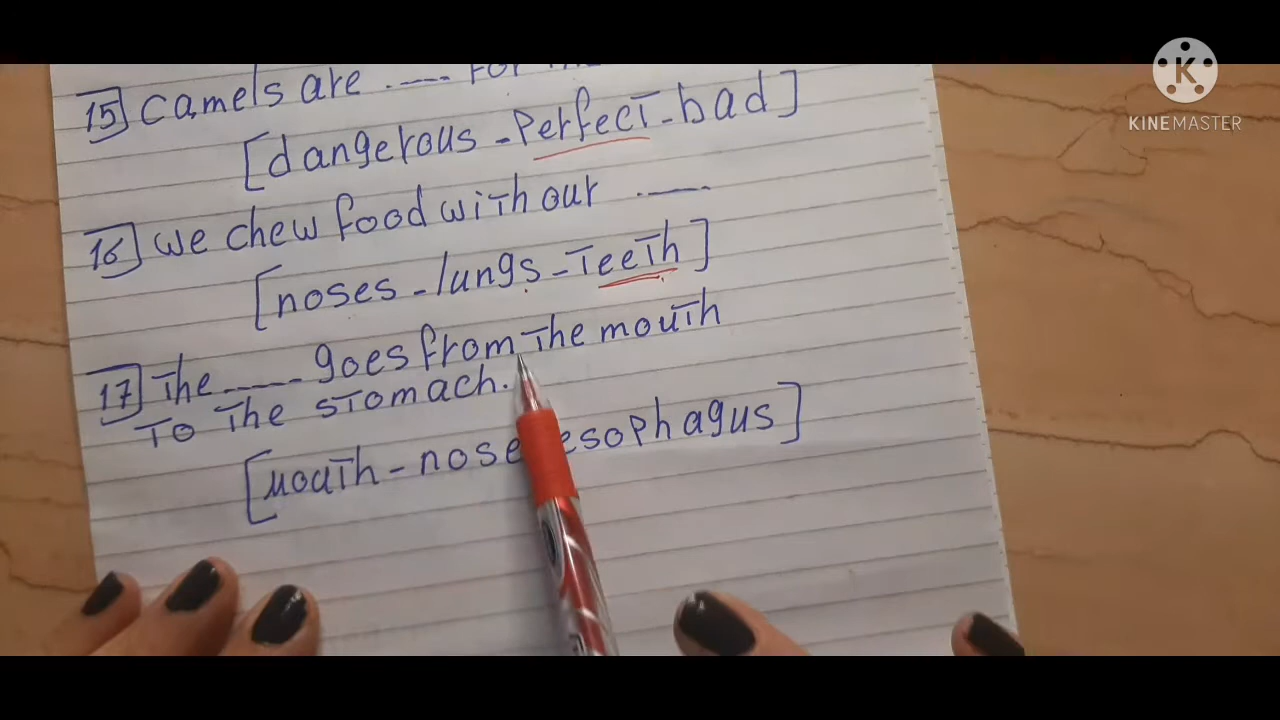 KINEMASTER
15 Camels are ...... For the
[dangerous - Perfect - bad]
16 we chew food with our ......
[noses - lungs - Teeth]
17 The ...... goes from the mouth
To The stomach.
[Mouth - nose esophagus]